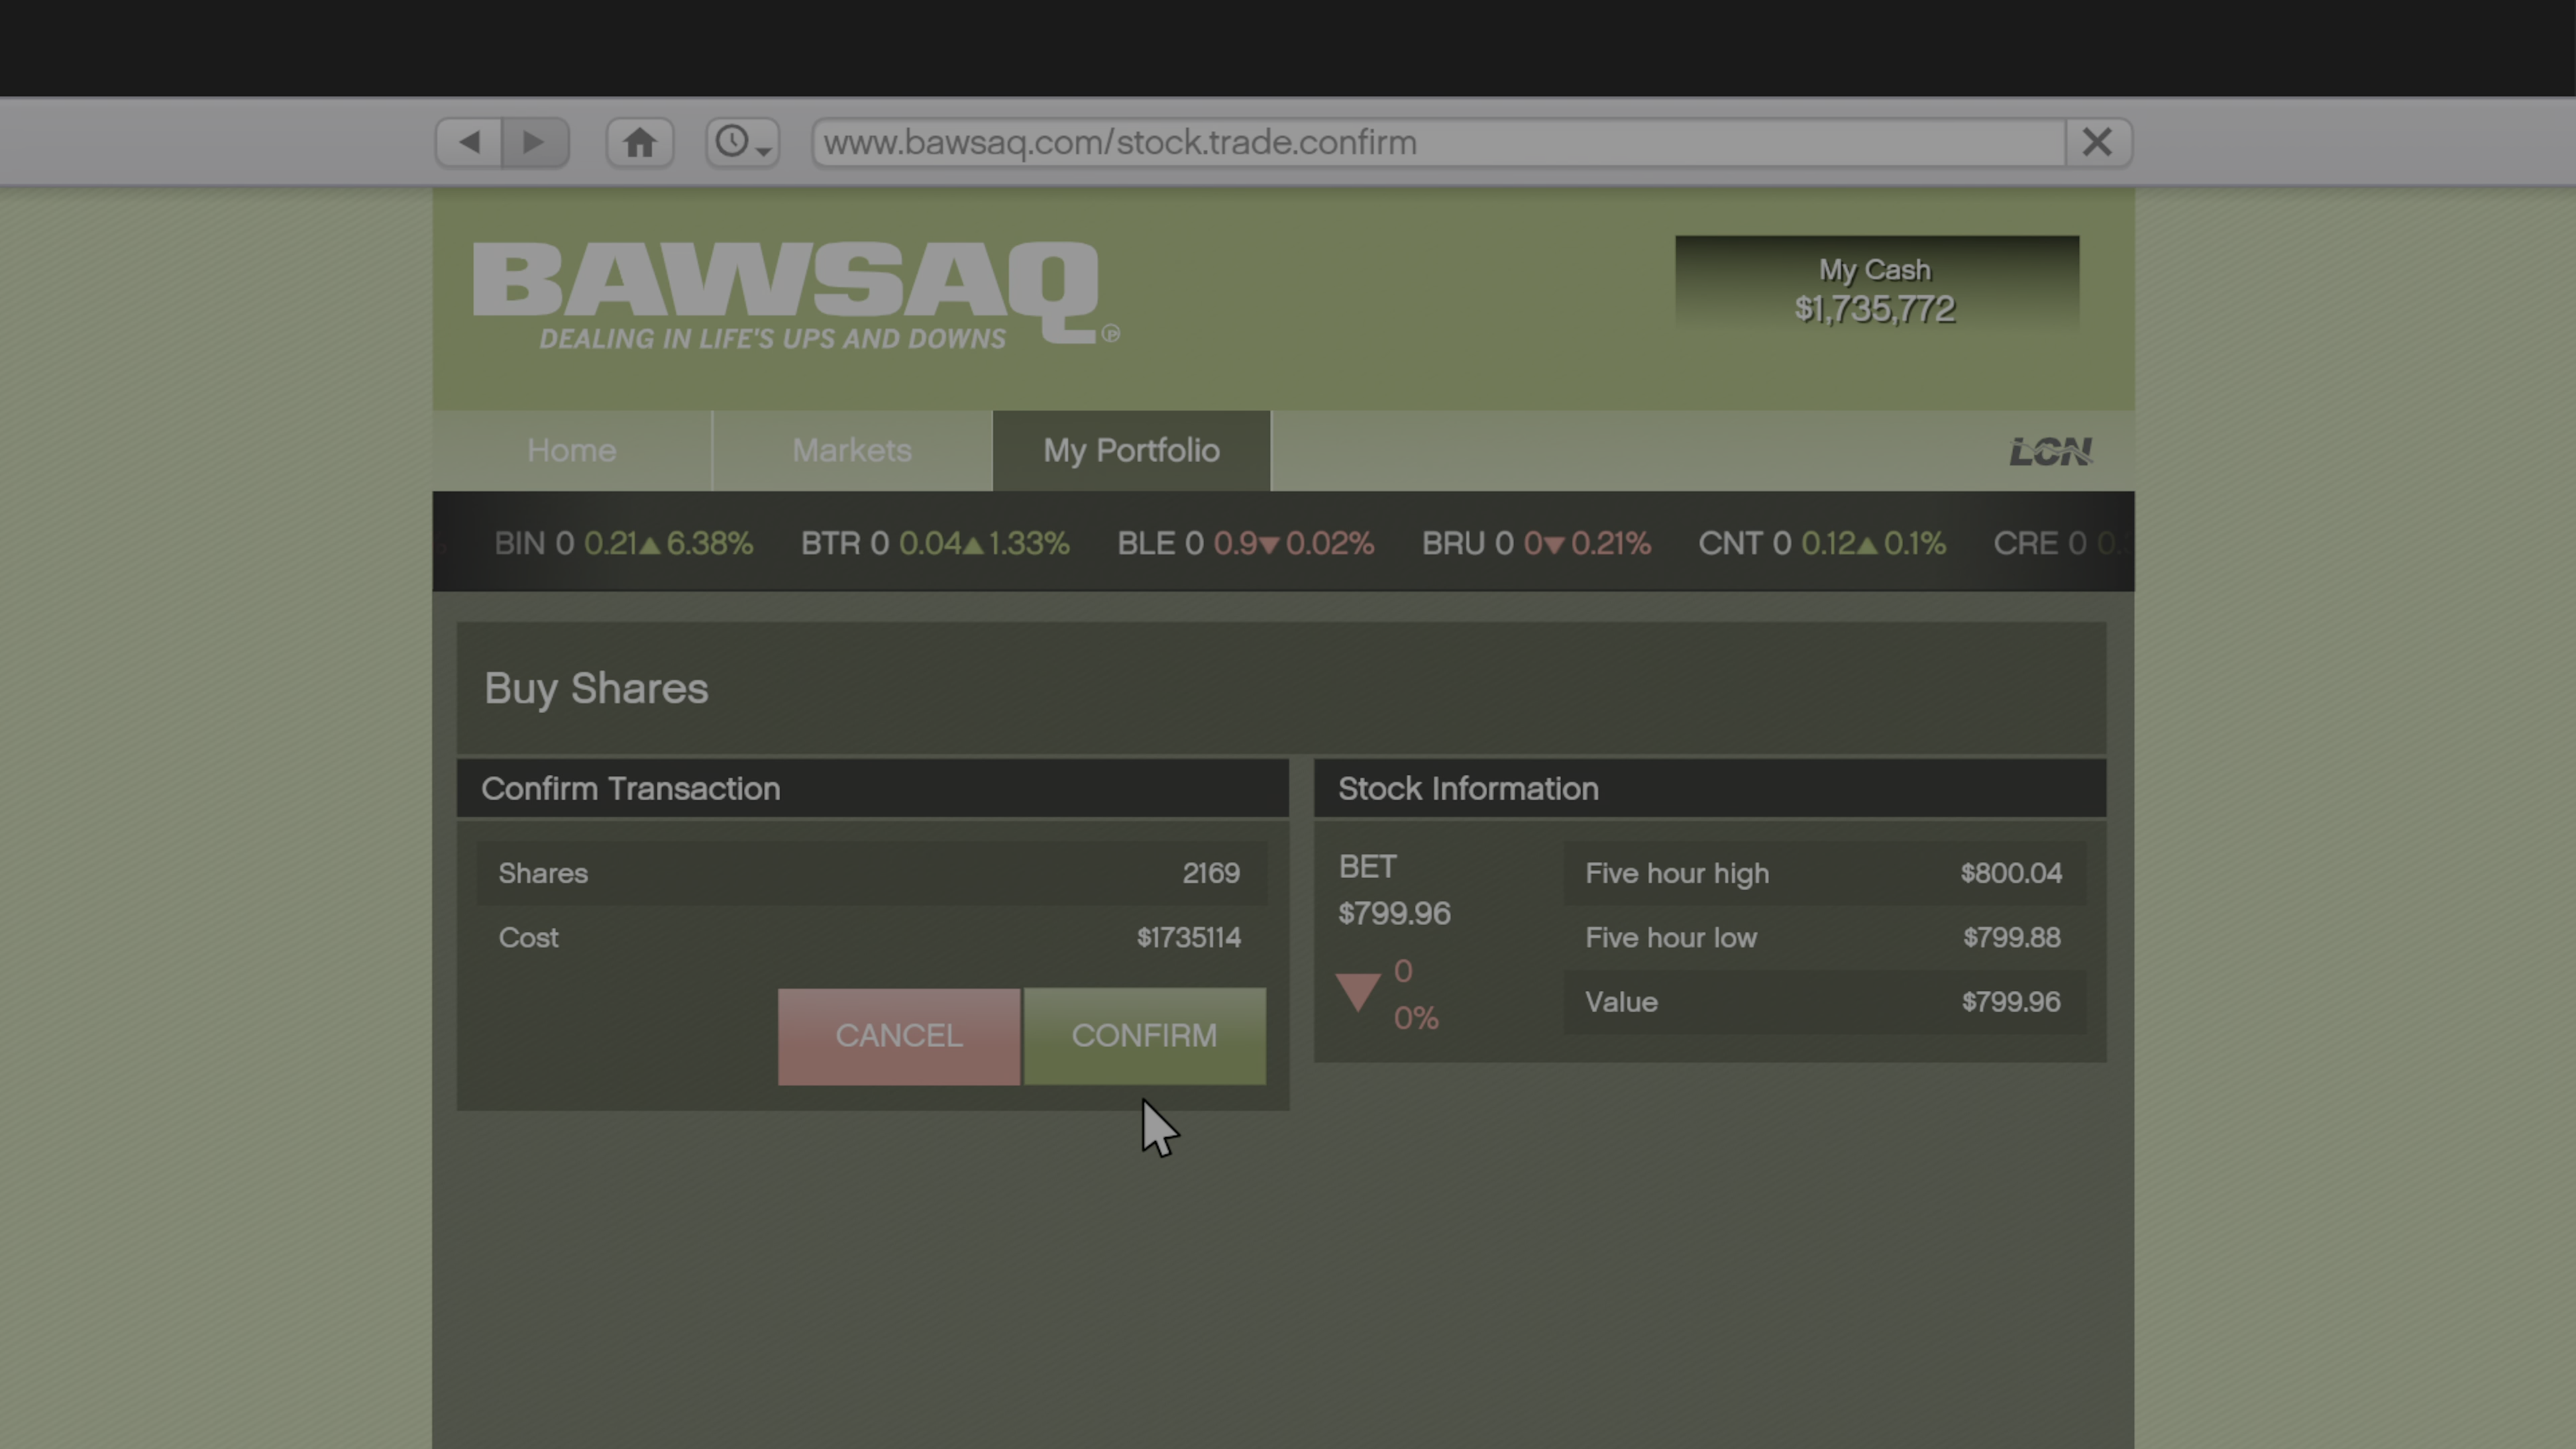 www.bawsaq.com/stock.trade.confirm
BAWSAQ
DEALING IN LIFE'S UPS AND DOWNS ℗
My Cash
$1,735,772
Home Markets My Portfolio LCN
BIN 0 0.21▲6.38% BTR 0 0.04▲1.33% BLE 0 0.9▼0.02% BRU 0 0▼0.21% CNT 0 0.12▲0.1% CRE 0 0.
Buy Shares
Confirm Transaction
Shares 2169
Cost $1735114
CANCEL CONFIRM
Stock Information
BET
$799.96
▼ 0
0%
Five hour high $800.04
Five hour low $799.88
Value $799.96